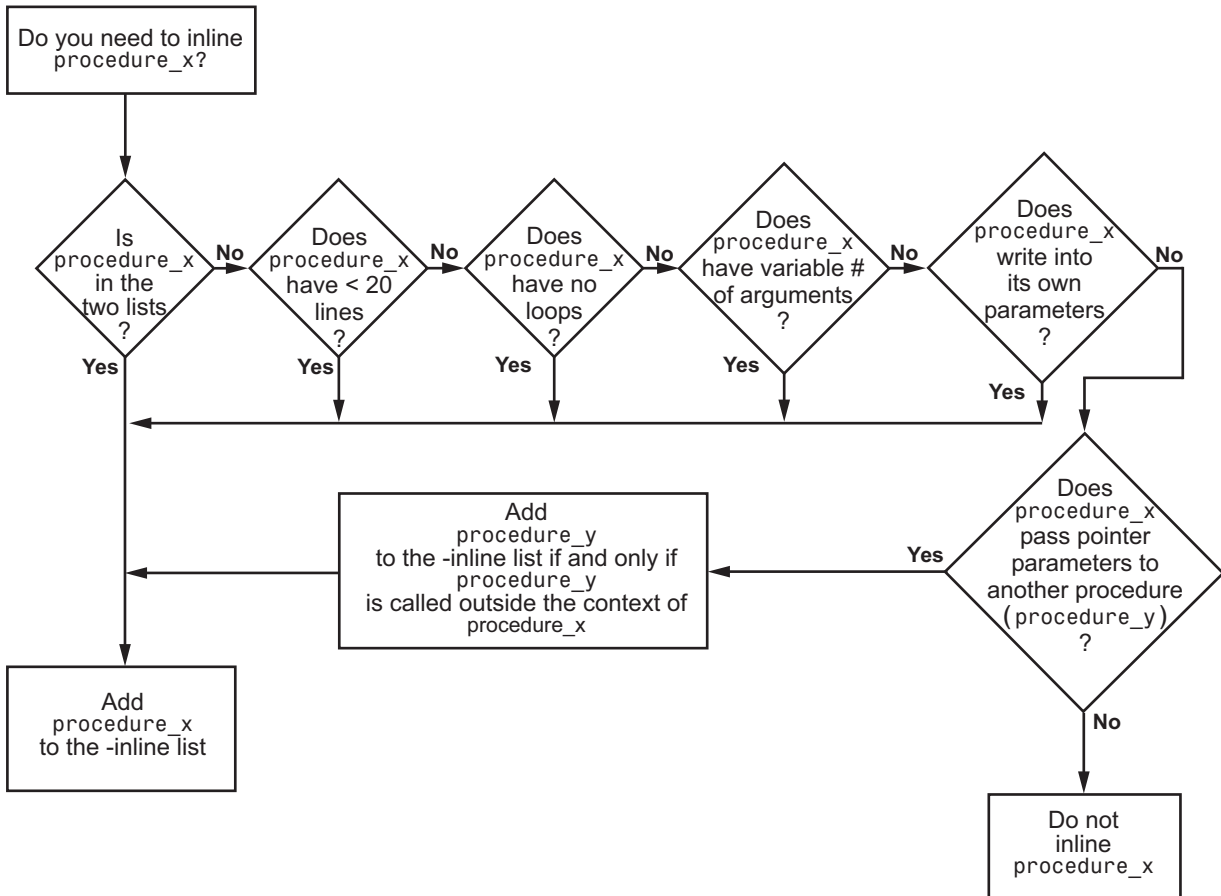 Do you need to inline
procedure_x?
Is
procedure_x
in the
two lists
?
No
Yes
Does
procedure_x
have < 20
lines
?
No
Yes
Does
procedure_x
have no
loops
?
No
Yes
Does
procedure_x
have variable #
of arguments
?
No
Yes
Does
procedure_x
write into
its own
parameters
?
No
Yes
Does
procedure_x
pass pointer
parameters to
another procedure
(procedure_y)
?
Yes
No
Add
procedure_y
to the -inline list if and only if
procedure_y
is called outside the context of
procedure_x
Add
procedure_x
to the -inline list
Do not
inline
procedure_x